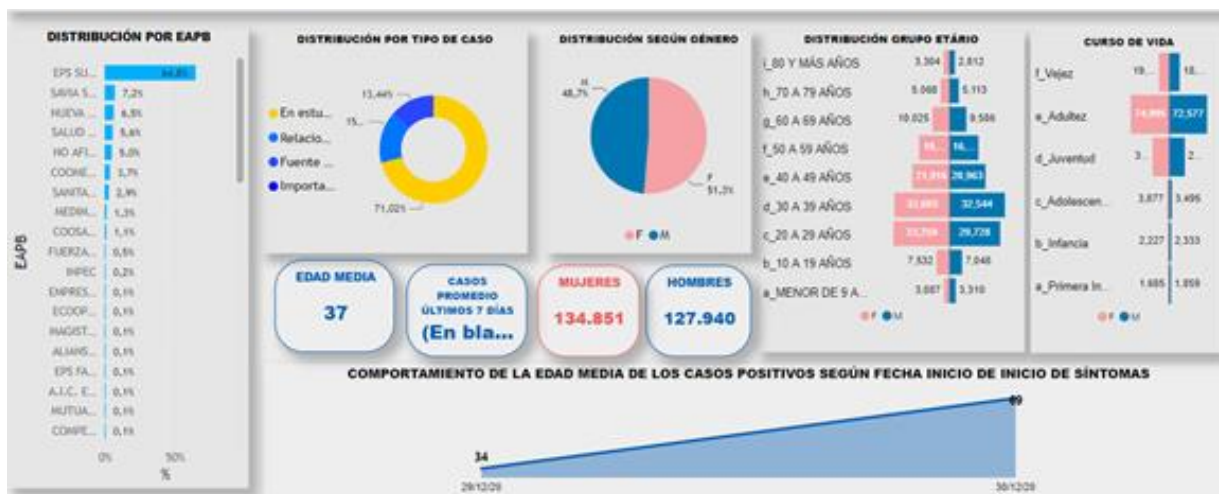 DISTRIBUCIÓN POR EAPB
EPS SU...
SAVIA S... 7,2%
NUEVA ... 6,5%
SALUD ... 5,6%
NO AFI... 5,0%
COOME... 3,7%
SANITA... 2,9%
MEDIM... 1,3%
COOSA... 1,1%
FUERZA... 0,5%
INPEC 0,2%
EMPRES... 0,1%
ECOOP... 0,1%
MAGIST... 0,1%
ALIANS... 0,1%
EPS FA... 0,1%
A.I.C. E... 0,1%
MUTUA... 0,1%
COMPE... 0,1%
0% 50%
%
EAPB
DISTRIBUCIÓN POR TIPO DE CASO
En estu...
Relacio...
Fuente ...
Importa...
13,44%
15...
71,02%
DISTRIBUCIÓN SEGÚN GÉNERO
M
48,7%
F
51,3%
F M
DISTRIBUCIÓN GRUPO ETÁRIO
i_80 Y MÁS AÑOS 3.304 2,812
h_70 A 79 AÑOS 5.113
g_60 A 69 AÑOS 10.025 9,586
f_50 A 59 AÑOS 16,...
e_40 A 49 AÑOS 20,963
d_30 A 39 AÑOS 32,544
c_20 A 29 AÑOS 29,728
b_10 A 19 AÑOS 7,532 7,046
a_MENOR DE 9 A... 3,310
F M
CURSO DE VIDA
f_Vejez 19... 18...
e_Adultez 72,577
d_Juventud 3... 2...
c_Adolescen... 3,877 3,495
b_Infancia 2,227 2,333
a_Primera In... 1.685 1.859
F M
EDAD MEDIA
37
CASOS
PROMEDIO
ÚLTIMOS 7 DÍAS
(En bla...
MUJERES
134.851
HOMBRES
127.940
COMPORTAMIENTO DE LA EDAD MEDIA DE LOS CASOS POSITIVOS SEGÚN FECHA INICIO DE INICIO DE SÍNTOMAS
34
69
29/12/20
30/12/20